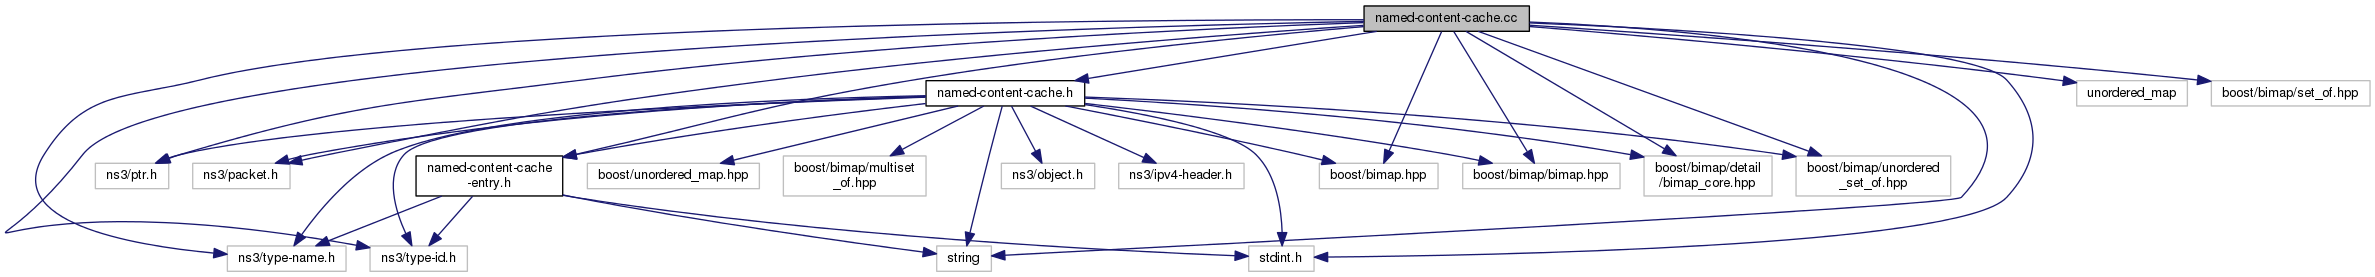 named-content-cache.cc
named-content-cache.h
unordered_map
boost/bimap/set_of.hpp
ns3/ptr.h
ns3/packet.h
named-content-cache
-entry.h
boost/unordered_map.hpp
boost/bimap/multiset
_of.hpp
ns3/object.h
ns3/ipv4-header.h
boost/bimap.hpp
boost/bimap/bimap.hpp
boost/bimap/detail
/bimap_core.hpp
boost/bimap/unordered
_set_of.hpp
ns3/type-name.h
ns3/type-id.h
string
stdint.h